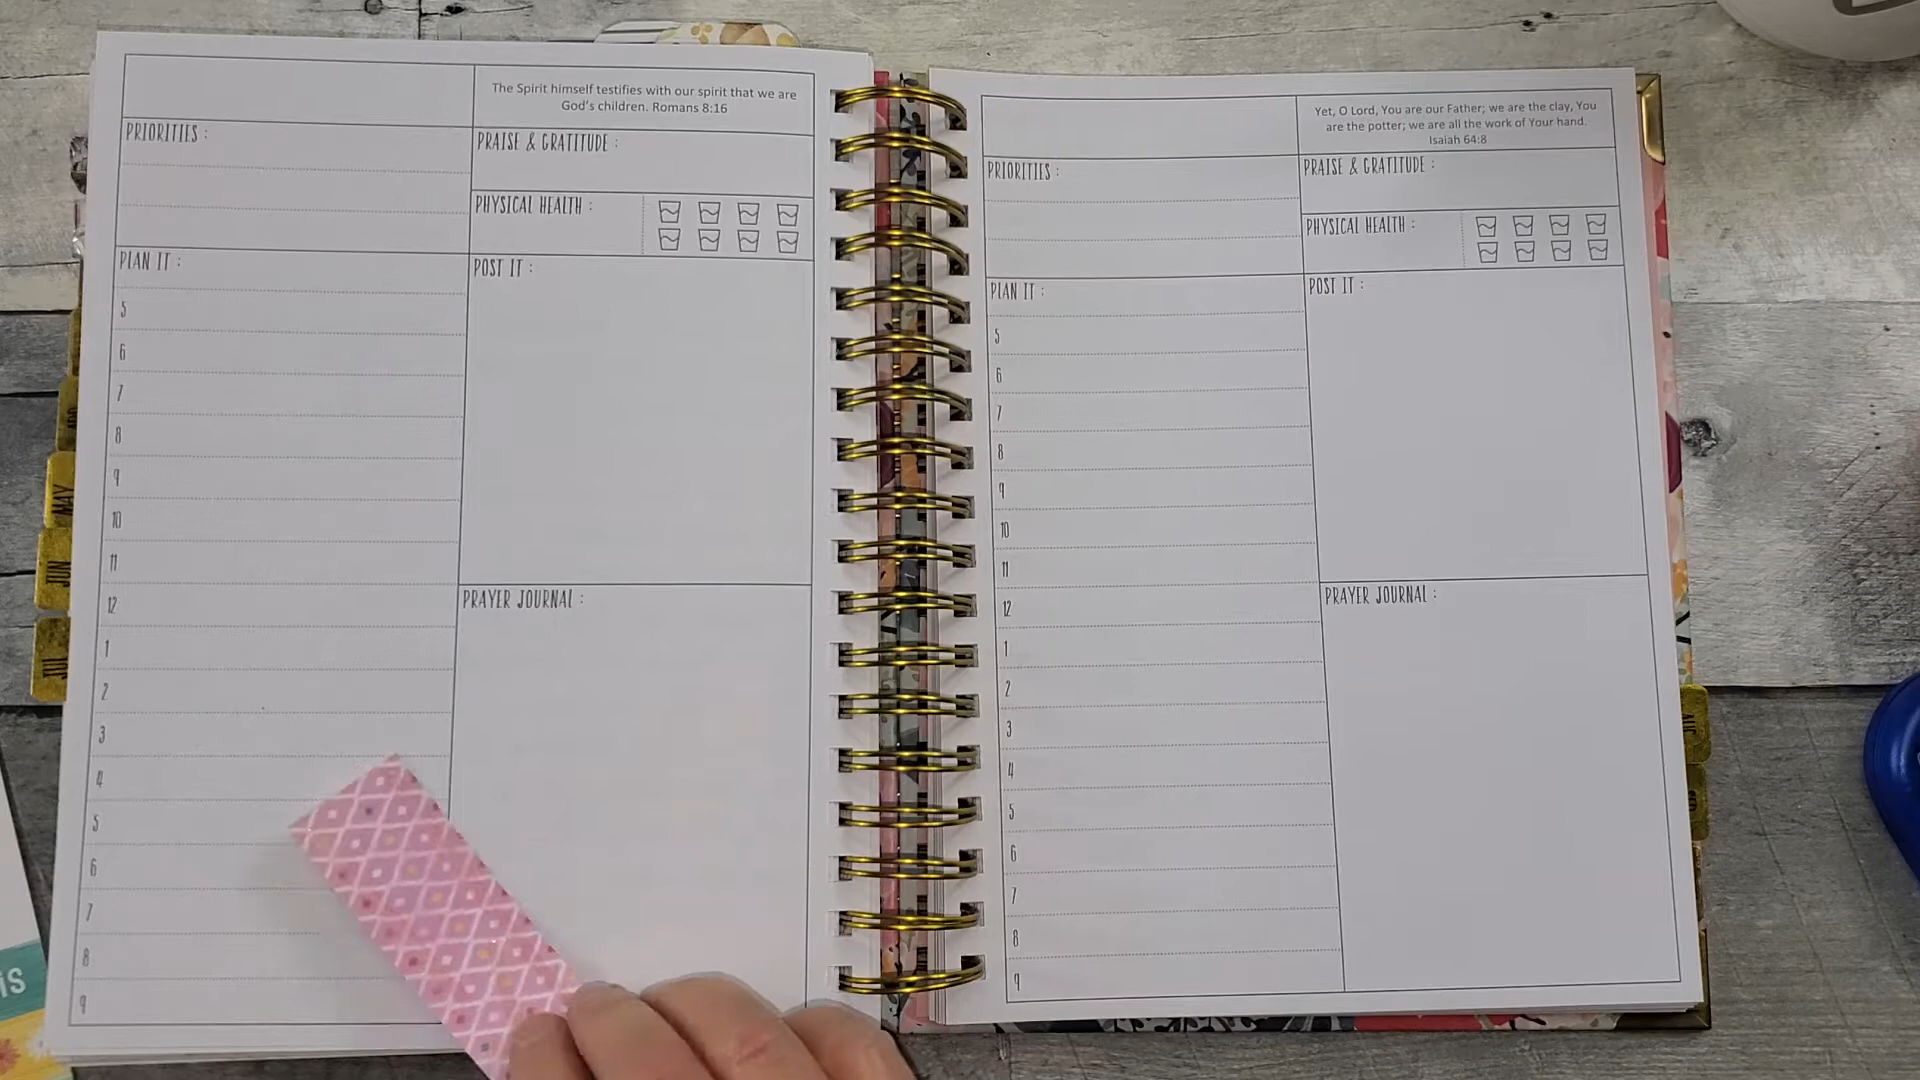 The Spirit himself testifies with our spirit that we are
God's children. Romans 8:16
PRIORITIES :
PRAISE & GRATITUDE :
PHYSICAL HEALTH :
PLAN IT :
POST IT :
5
6
7
8
9
10
11
12
1
2
3
4
5
6
7
8
9
PRAYER JOURNAL :
MAY
JUN
JUL
iS
Yet, O Lord, You are our Father; we are the clay, You
are the potter; we are all the work of Your hand.
Isaiah 64:8
PRIORITIES :
PRAISE & GRATITUDE :
PHYSICAL HEALTH :
PLAN IT :
POST IT :
5
6
7
8
9
10
11
12
1
2
3
4
5
6
7
8
9
PRAYER JOURNAL :